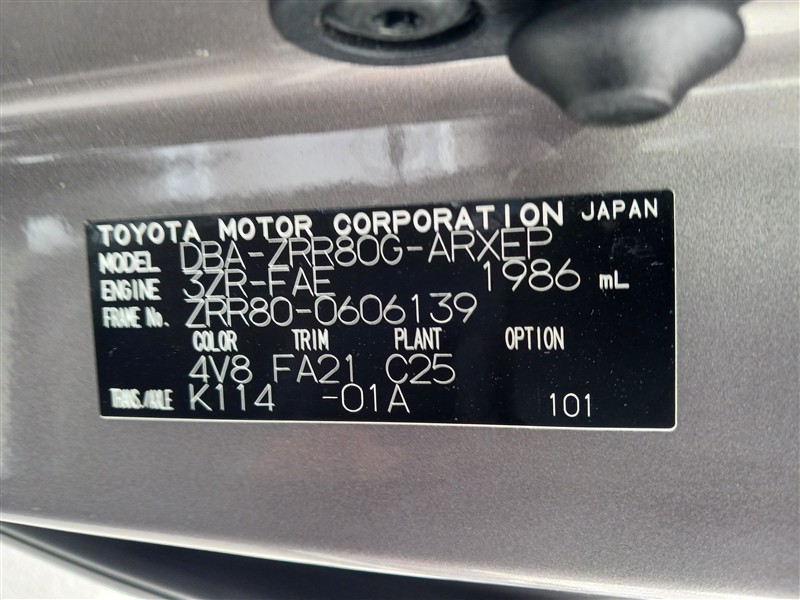 TOYOTA MOTOR CORPORATION JAPAN
MODEL DBA-ZRR80G-ARXEP
ENGINE 3ZR-FAE 1986 mL
FRAME No. ZRR80-0606139
COLOR TRIM PLANT OPTION
4V8 FA21 C25
TRANS./AXLE K114 -01A 101